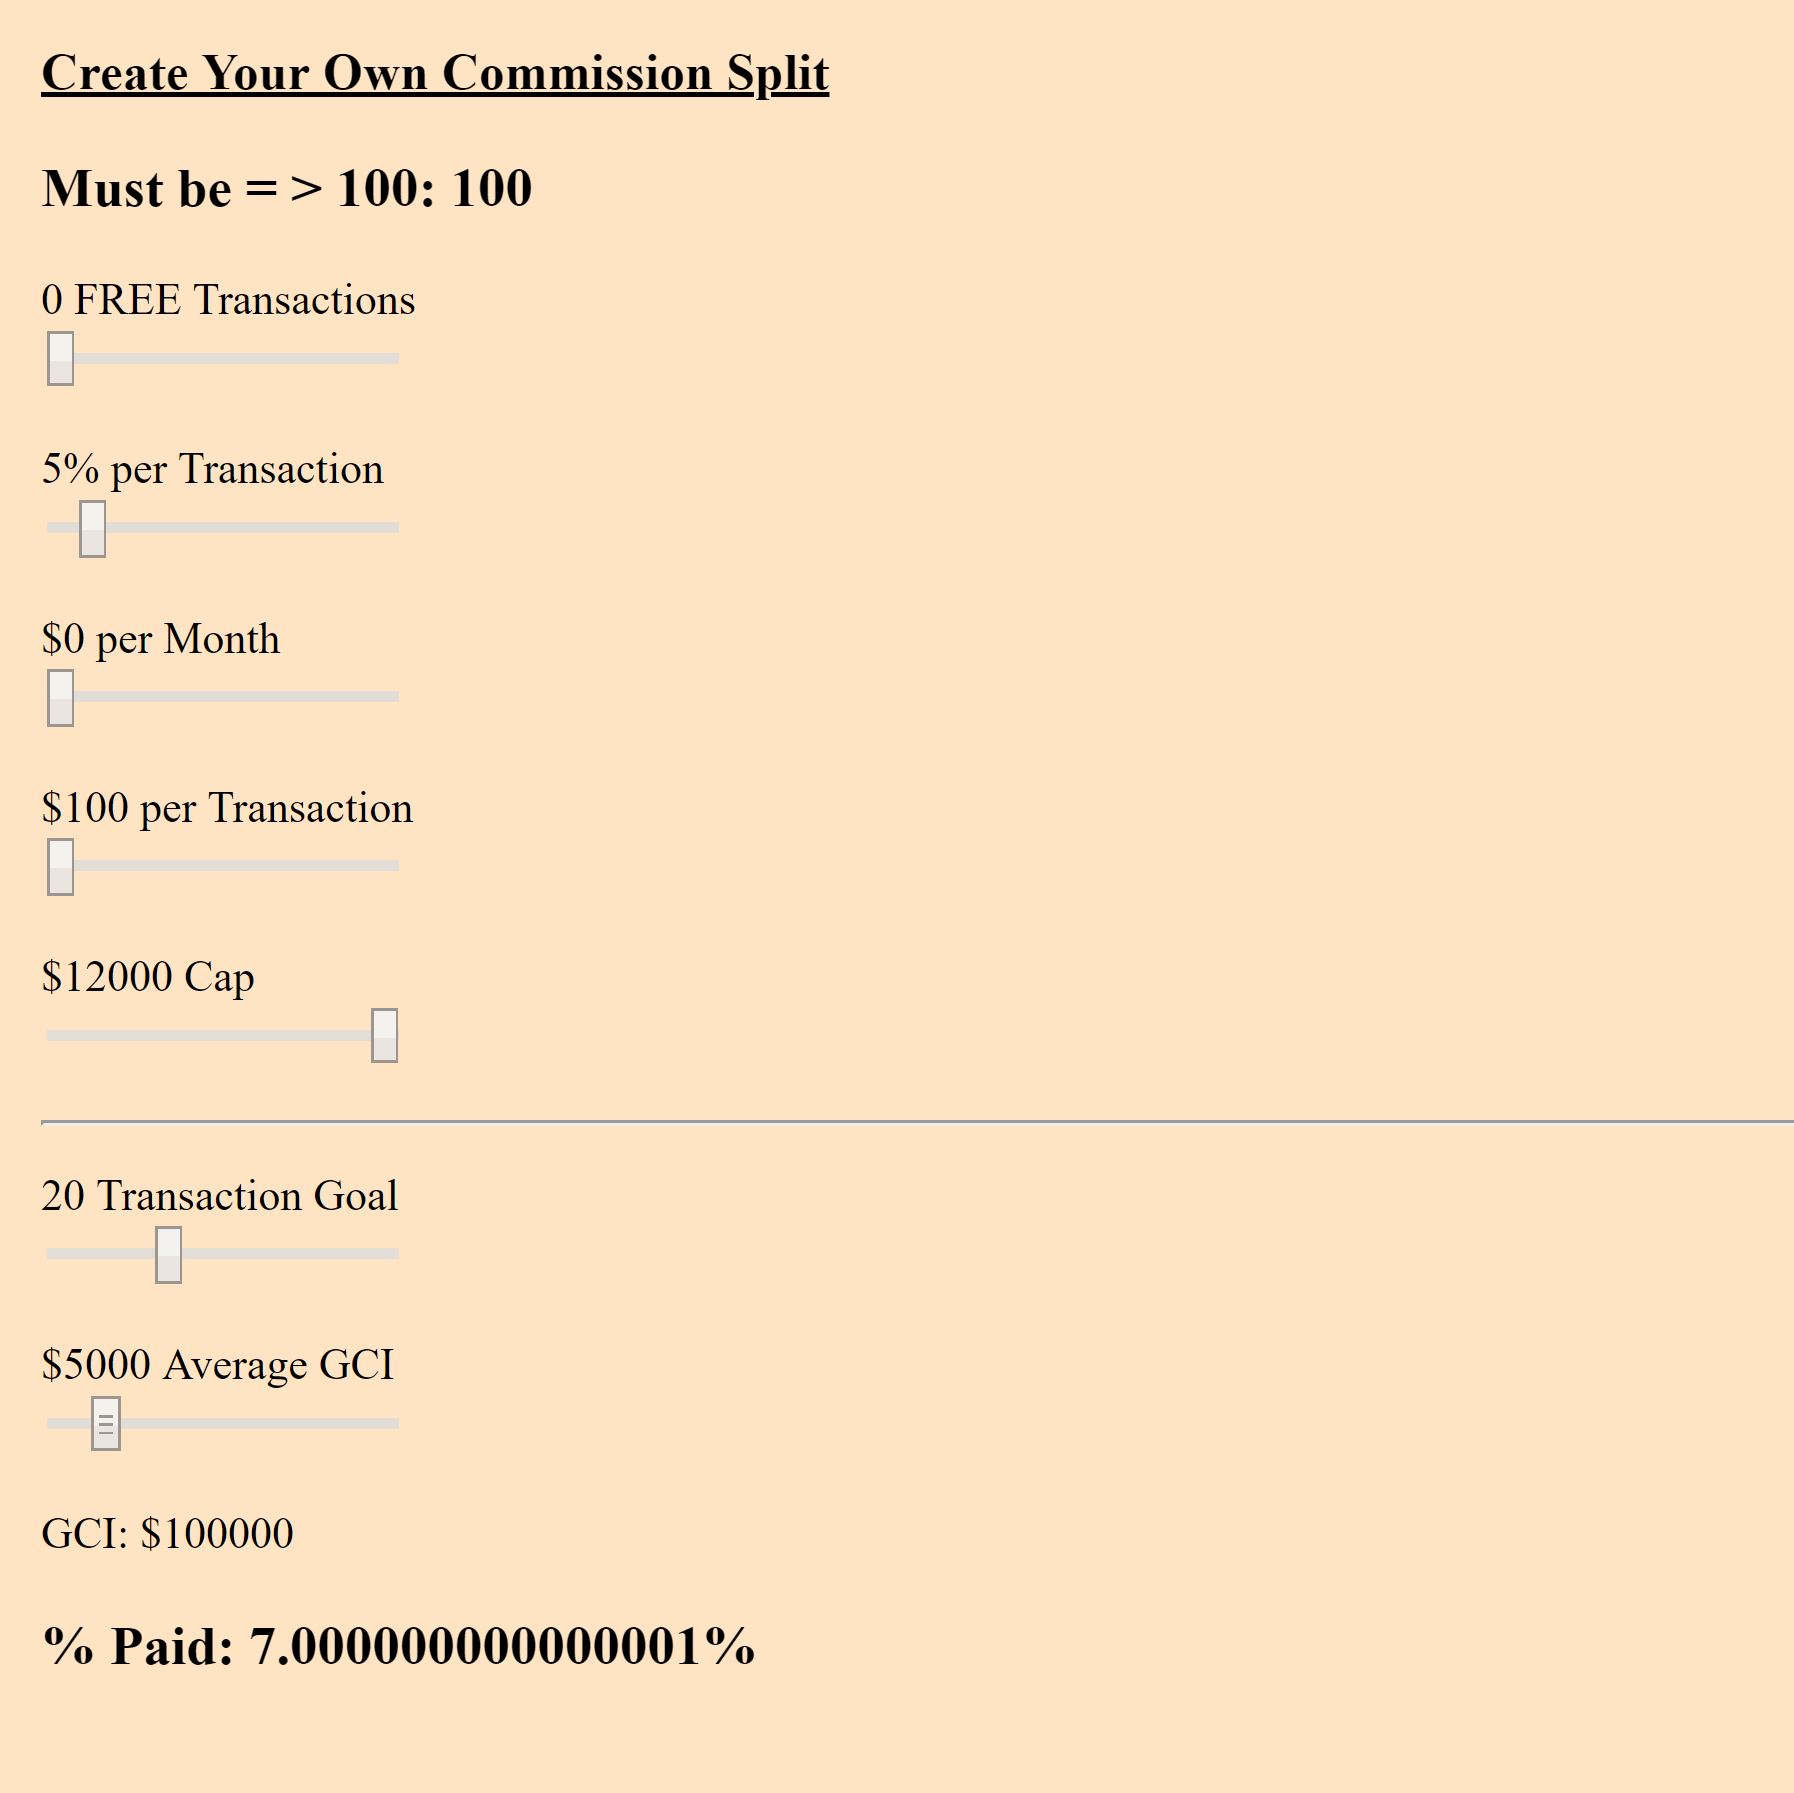 Create Your Own Commission Split
Must be = > 100: 100
0 FREE Transactions
5% per Transaction
$0 per Month
$100 per Transaction
$12000 Cap
20 Transaction Goal
$5000 Average GCI
GCI: $100000
% Paid: 7.000000000000001%